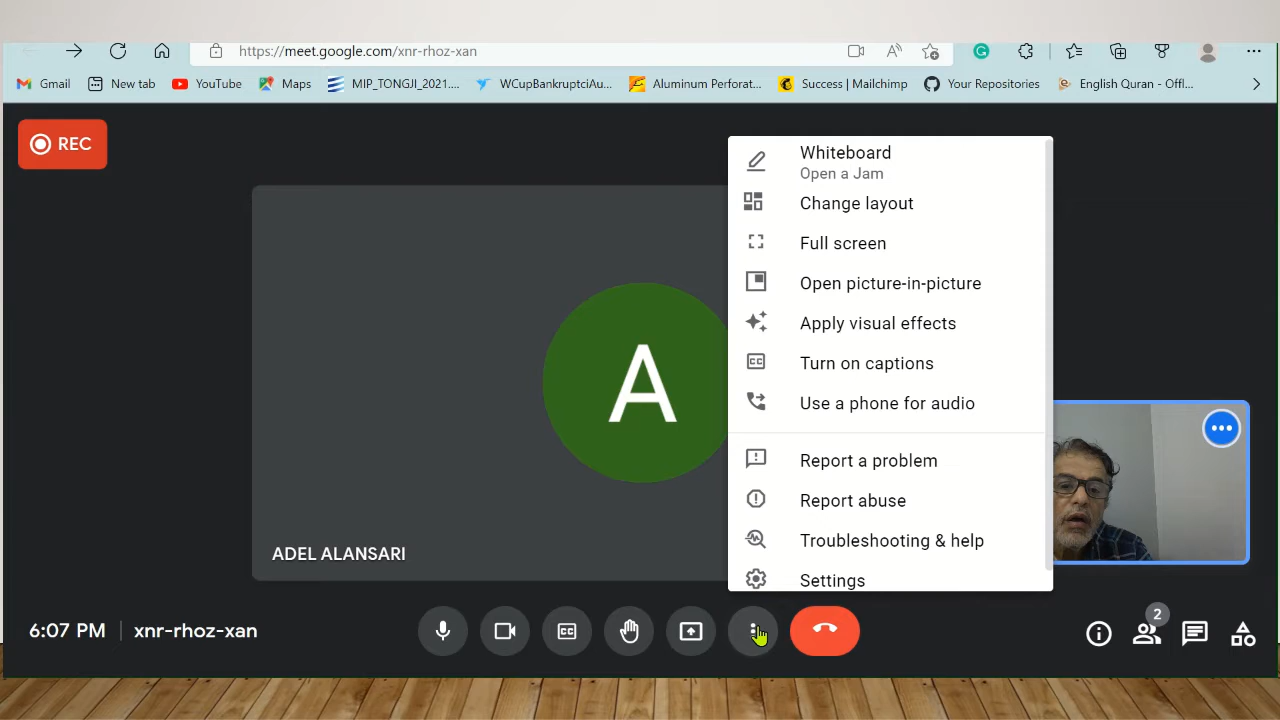 https://meet.google.com/xnr-rhoz-xan
Gmail
New tab
YouTube
Maps
MIP_TONGJI_2021....
WCupBankruptciAu...
Aluminum Perforat...
Success | Mailchimp
Your Repositories
English Quran - Offl...
REC
Whiteboard
Open a Jam
Change layout
Full screen
Open picture-in-picture
Apply visual effects
Turn on captions
Use a phone for audio
Report a problem
Report abuse
Troubleshooting & help
Settings
A
ADEL ALANSARI
6:07 PM | xnr-rhoz-xan
2